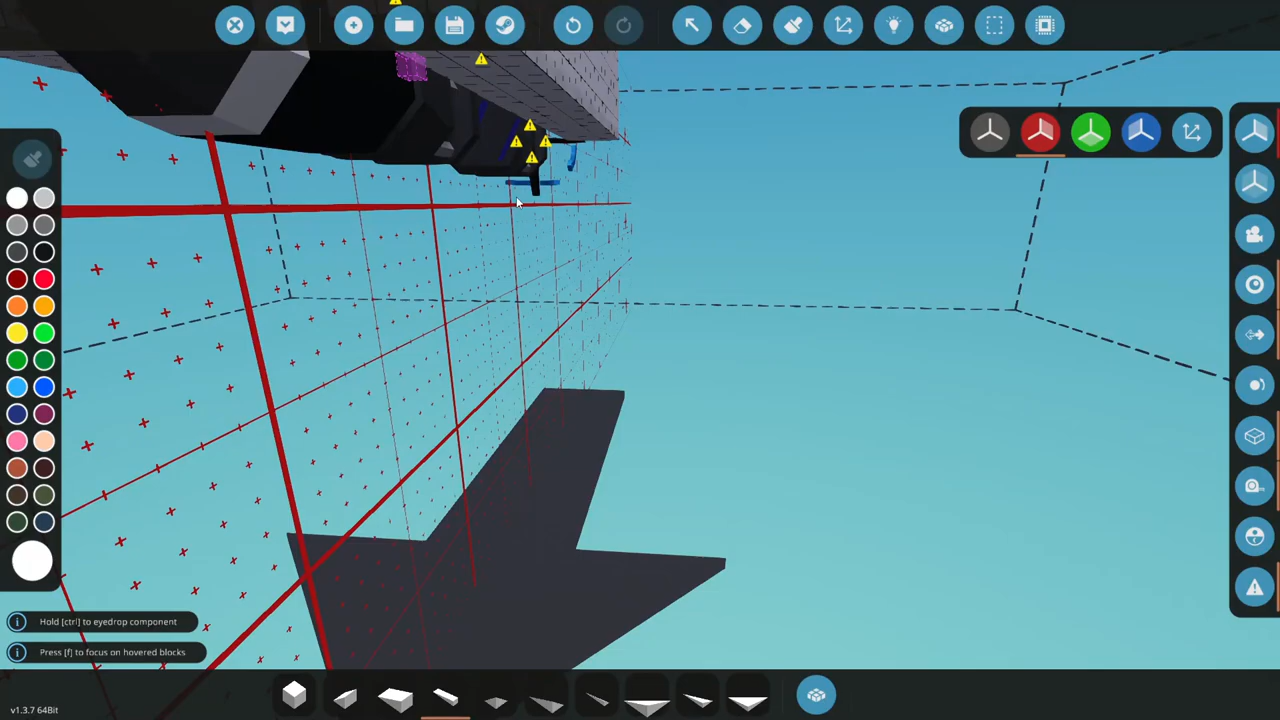 Hold [ctrl] to eyedrop component
Press [f] to focus on hovered blocks
v1.3.7 64Bit